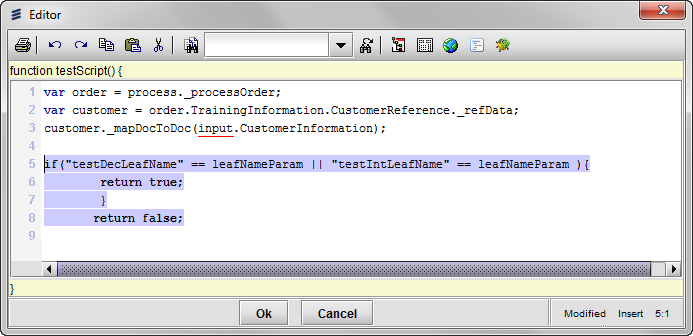 Editor
function testScript() {
1 var order = process._processOrder;
2 var customer = order.TrainingInformation.CustomerReference._refData;
3 customer._mapDocToDoc(input.CustomerInformation);
4
5 if("testDecLeafName" == leafNameParam || "testIntLeafName" == leafNameParam ){
6 return true;
7 }
8 return false;
9
}
Ok Cancel Modified Insert 5:1